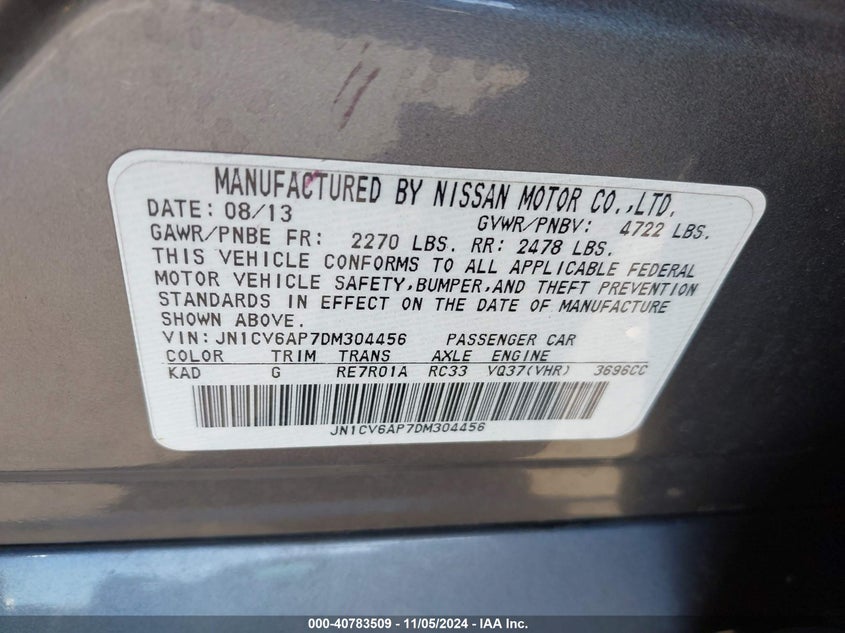 MANUFACTURED BY NISSAN MOTOR CO.,LTD.
DATE: 08/13 GVWR/PNBV: 4722 LBS.
GAWR/PNBE FR: 2270 LBS. RR: 2478 LBS.
THIS VEHICLE CONFORMS TO ALL APPLICABLE FEDERAL
MOTOR VEHICLE SAFETY,BUMPER,AND THEFT PREVENTION
STANDARDS IN EFFECT ON THE DATE OF MANUFACTURE
SHOWN ABOVE.
VIN: JN1CV6AP7DM304456 PASSENGER CAR
COLOR TRIM TRANS AXLE ENGINE
KAD G RE7R01A RC33 VQ37(VHR) 3696CC
JN1CV6AP7DM304456
000-40783509 - 11/05/2024 - IAA Inc.